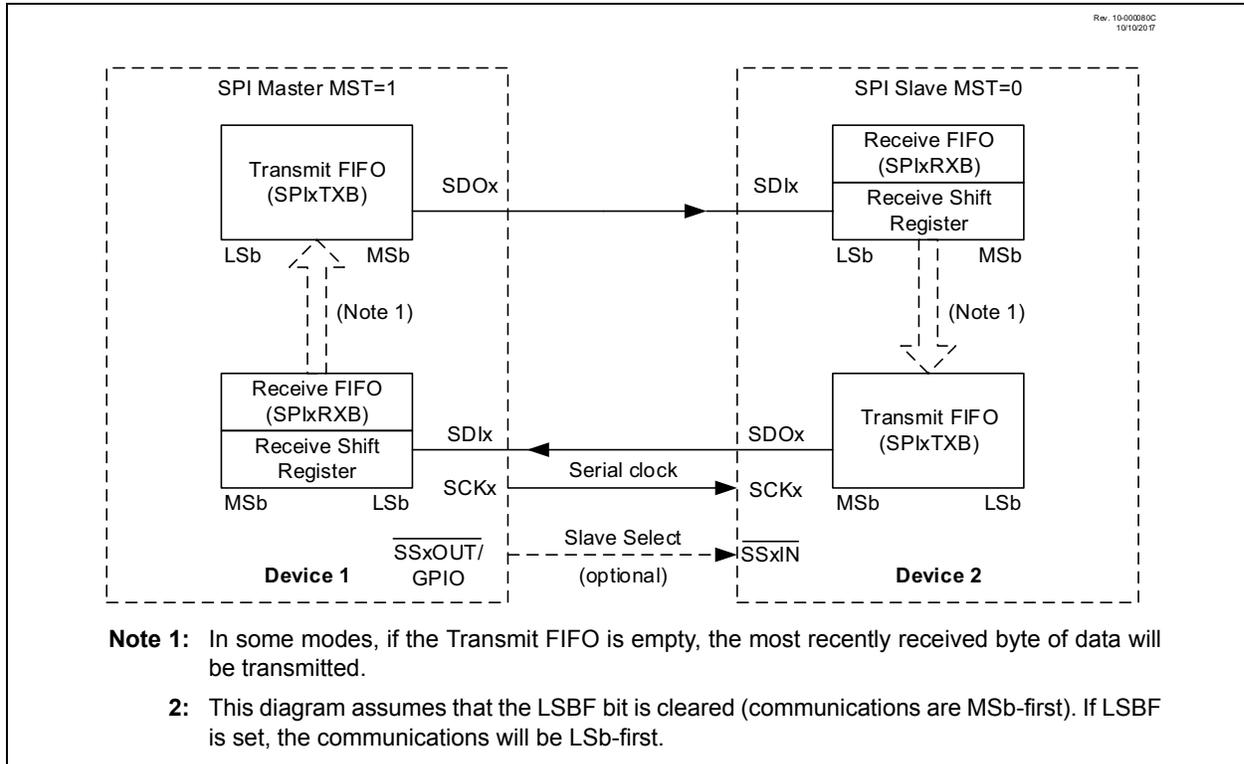 Rev. 10-000080C
10/10/2017
SPI Master MST=1
Transmit FIFO
(SPIxTXB)
LSb MSb
(Note 1)
Receive FIFO
(SPIxRXB)
Receive Shift
Register
MSb LSb
SDOx
SDIx
SCKx
SSxOUT/
GPIO
Device 1
Serial clock
Slave Select
(optional)
SPI Slave MST=0
SDIx
Receive FIFO
(SPIxRXB)
Receive Shift
Register
LSb MSb
(Note 1)
SDOx
Transmit FIFO
(SPIxTXB)
MSb LSb
SCKx
SSxIN
Device 2
Note 1: In some modes, if the Transmit FIFO is empty, the most recently received byte of data will
be transmitted.
2: This diagram assumes that the LSBF bit is cleared (communications are MSb-first). If LSBF
is set, the communications will be LSb-first.